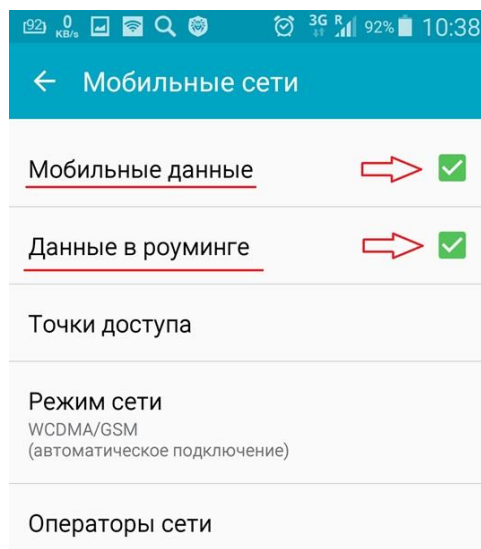 92 0 KB/s 3G R 92% 10:38
Мобильные сети
Мобильные данные
Данные в роуминге
Точки доступа
Режим сети
WCDMA/GSM
(автоматическое подключение)
Операторы сети